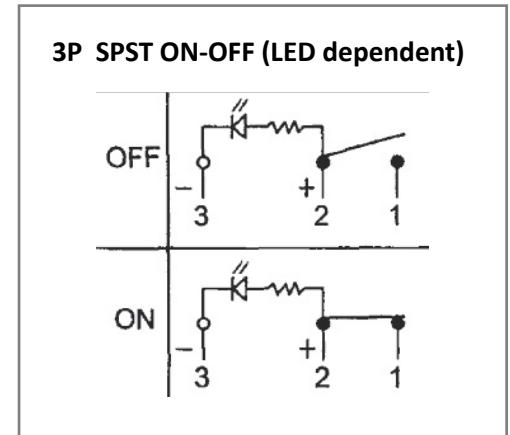 3P SPST ON-OFF (LED dependent)
OFF
− +
3 2 1
ON
− +
3 2 1